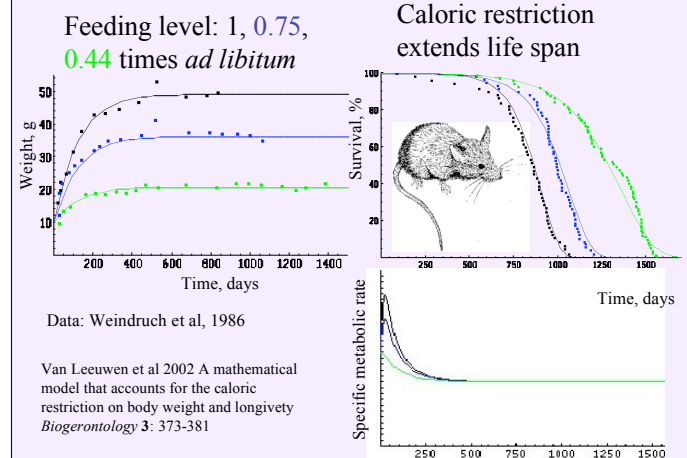 Feeding level: 1, 0.75,
0.44 times ad libitum
Caloric restriction
extends life span
Weight, g
50
40
30
20
10
200 400 600 800 1000 1200 1400
Time, days
Survival, %
100
80
60
40
20
250 500 750 1000 1250 1500
Time, days
Specific metabolic rate
250 500 750 1000 1250 1500
Data: Weindruch et al, 1986
Van Leeuwen et al 2002 A mathematical
model that accounts for the caloric
restriction on body weight and longivety
Biogerontology 3: 373-381